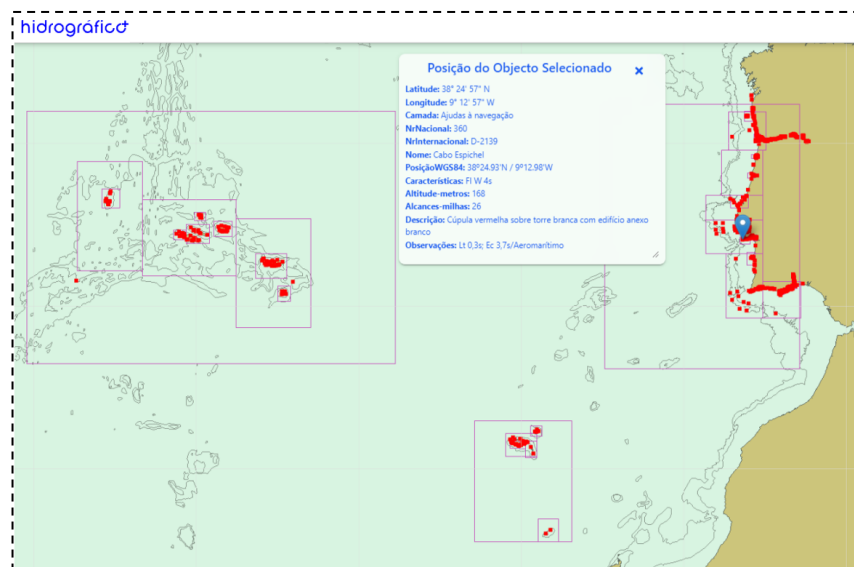 hidrográfico
Posição do Objecto Selecionado ×
Latitude: 38° 24' 57" N
Longitude: 9° 12' 57" W
Camada: Ajudas à navegação
NrNacional: 360
NrInternacional: D-2139
Nome: Cabo Espichel
PosiçãoWGS84: 38°24.93'N / 9º12.98'W
Características: Fl W 4s
Altitude-metros: 168
Alcances-milhas: 26
Descrição: Cúpula vermelha sobre torre branca com edifício anexo
branco
Observações: Lt 0,3s; Ec 3,7s/Aeromarítimo